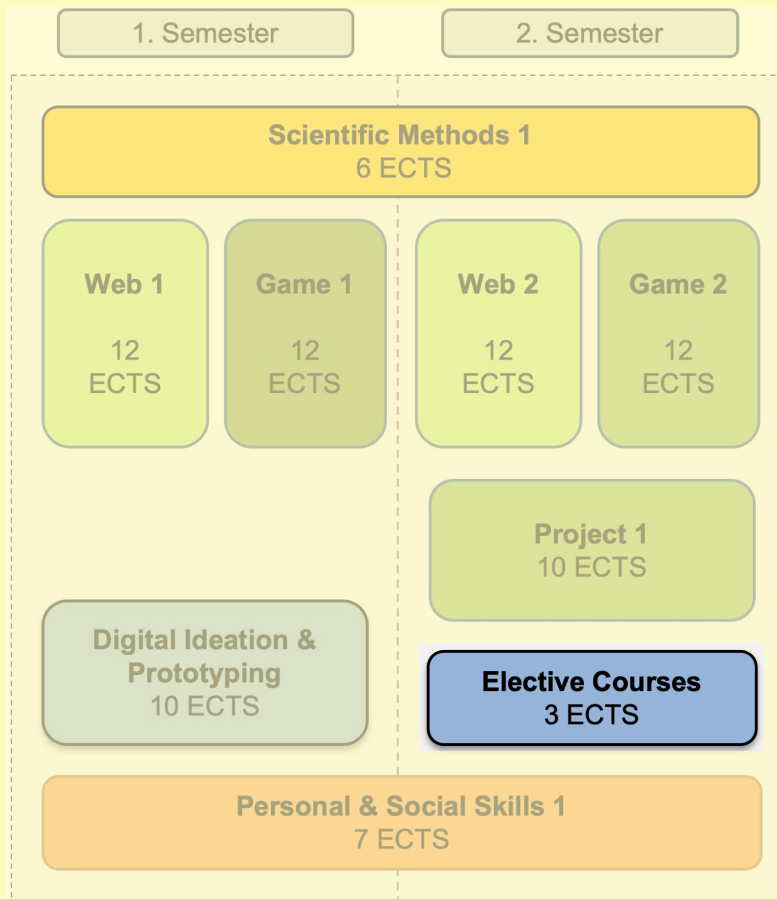 1. Semester
2. Semester
Scientific Methods 1
6 ECTS
Web 1
12
ECTS
Game 1
12
ECTS
Web 2
12
ECTS
Game 2
12
ECTS
Project 1
10 ECTS
Digital Ideation &
Prototyping
10 ECTS
Elective Courses
3 ECTS
Personal & Social Skills 1
7 ECTS